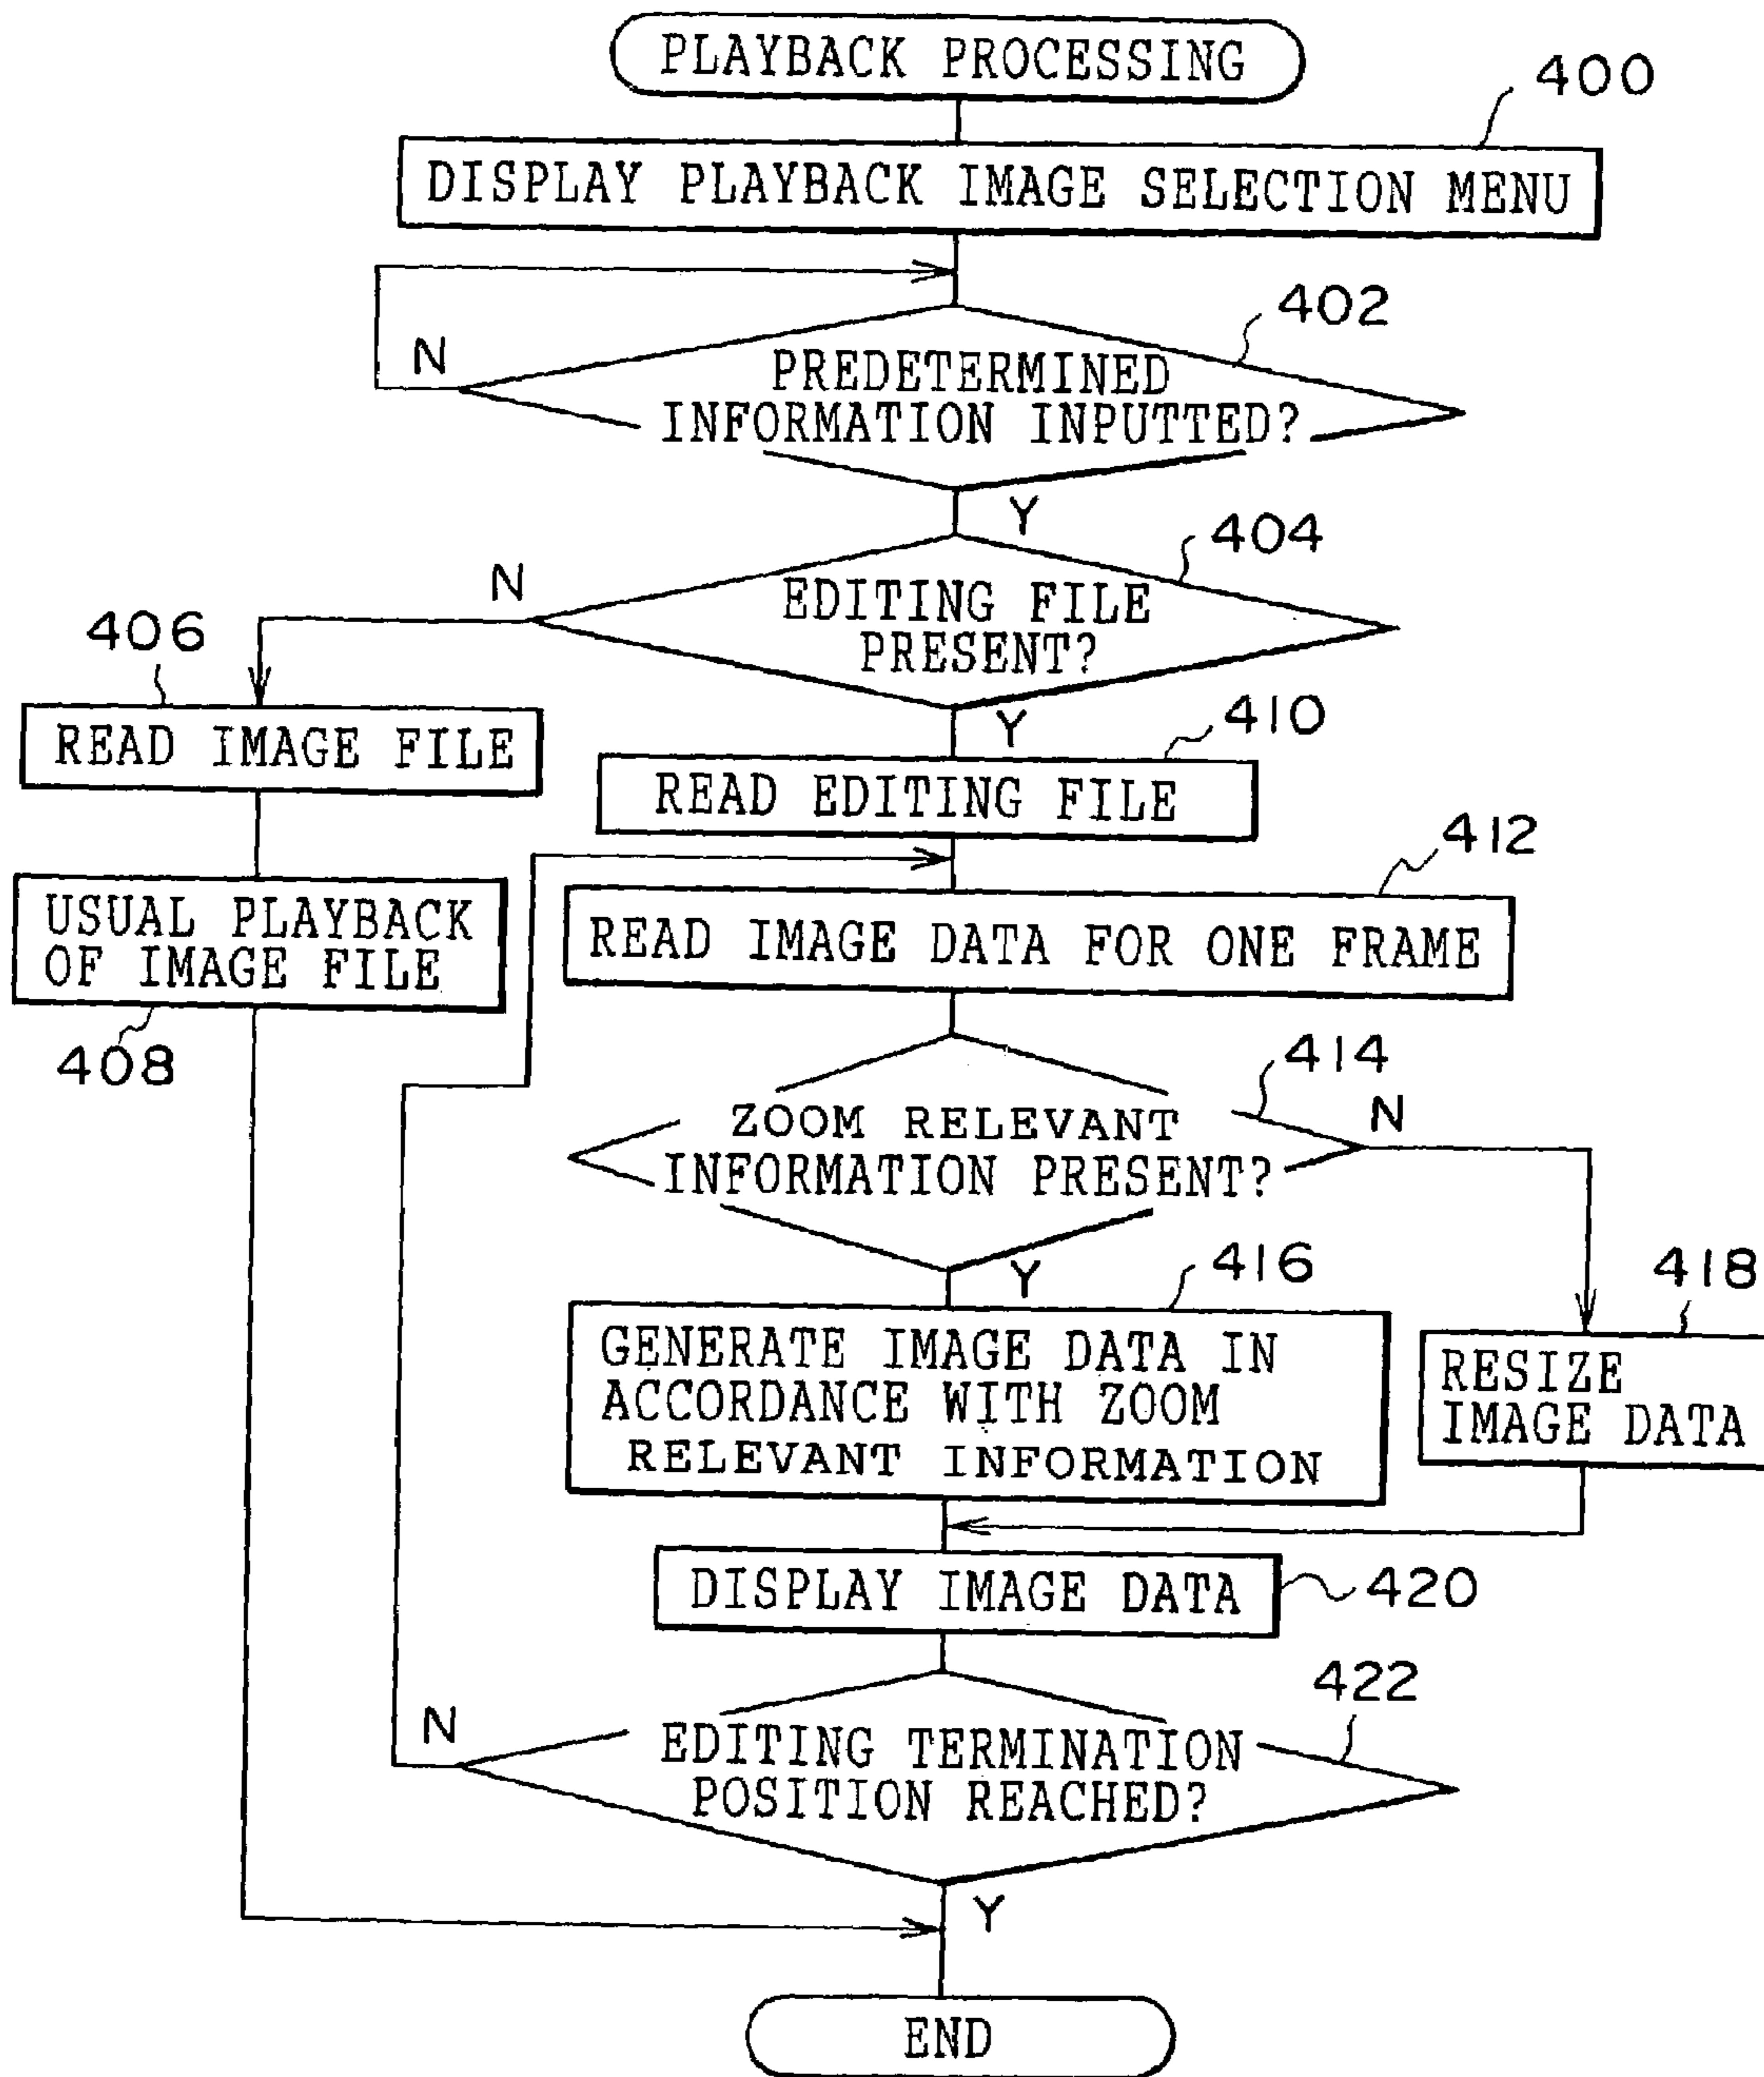 PLAYBACK PROCESSING
400
DISPLAY PLAYBACK IMAGE SELECTION MENU
402
N
PREDETERMINED
INFORMATION INPUTTED?
Y
404
N
EDITING FILE
PRESENT?
406
Y
410
READ IMAGE FILE
READ EDITING FILE
412
USUAL PLAYBACK
OF IMAGE FILE
READ IMAGE DATA FOR ONE FRAME
408
414
N
ZOOM RELEVANT
INFORMATION PRESENT?
Y
416
418
GENERATE IMAGE DATA IN
ACCORDANCE WITH ZOOM
RELEVANT INFORMATION
RESIZE
IMAGE DATA
DISPLAY IMAGE DATA
420
422
N
EDITING TERMINATION
POSITION REACHED?
Y
END